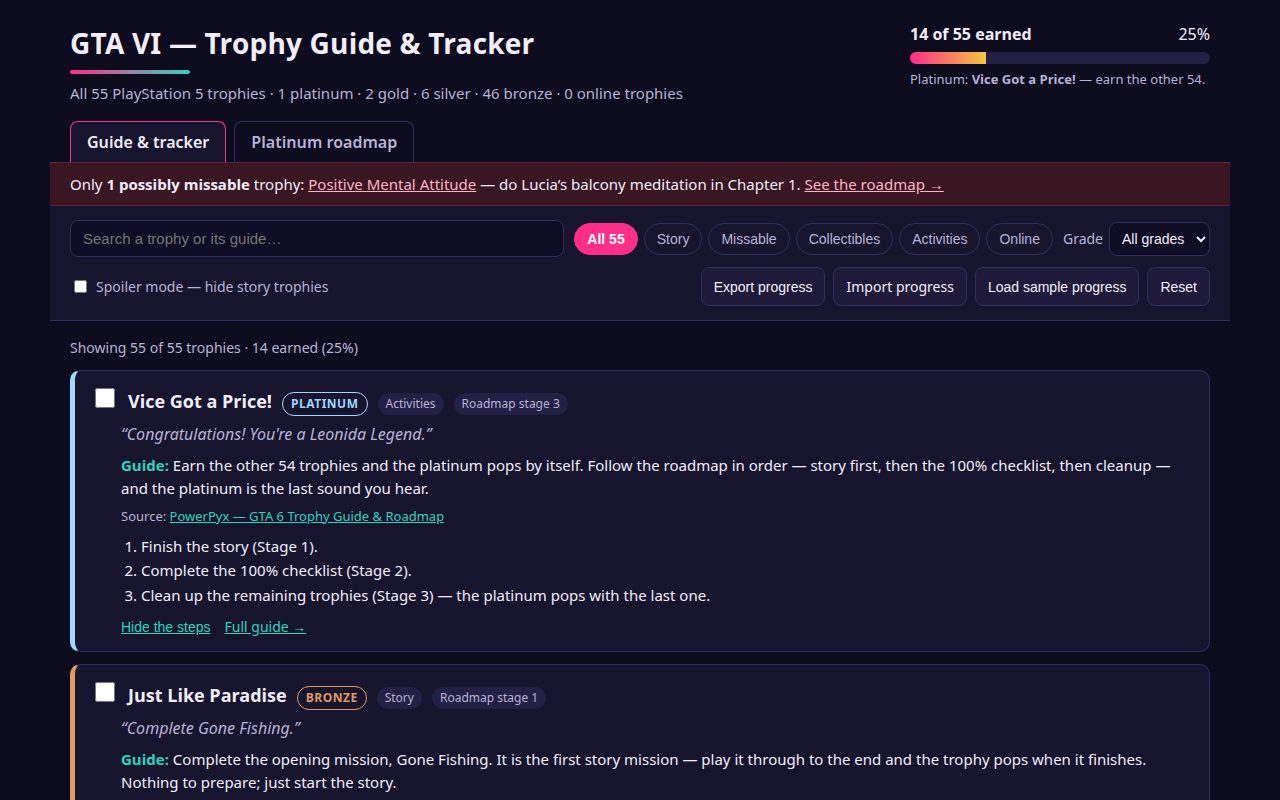 GTA VI — Trophy Guide & Tracker
14 of 55 earned 25%
Platinum: Vice Got a Price! — earn the other 54.
All 55 PlayStation 5 trophies · 1 platinum · 2 gold · 6 silver · 46 bronze · 0 online trophies
Guide & tracker Platinum roadmap
Only 1 possibly missable trophy: Positive Mental Attitude — do Lucia’s balcony meditation in Chapter 1. See the roadmap →
Search a trophy or its guide… All 55 Story Missable Collectibles Activities Online Grade All grades
Spoiler mode — hide story trophies Export progress Import progress Load sample progress Reset
Showing 55 of 55 trophies · 14 earned (25%)
Vice Got a Price! PLATINUM Activities Roadmap stage 3
“Congratulations! You're a Leonida Legend.”
Guide: Earn the other 54 trophies and the platinum pops by itself. Follow the roadmap in order — story first, then the 100% checklist, then cleanup —
and the platinum is the last sound you hear.
Source: PowerPyx — GTA 6 Trophy Guide & Roadmap
1. Finish the story (Stage 1).
2. Complete the 100% checklist (Stage 2).
3. Clean up the remaining trophies (Stage 3) — the platinum pops with the last one.
Hide the steps Full guide →
Just Like Paradise BRONZE Story Roadmap stage 1
“Complete Gone Fishing.”
Guide: Complete the opening mission, Gone Fishing. It is the first story mission — play it through to the end and the trophy pops when it finishes.
Nothing to prepare; just start the story.